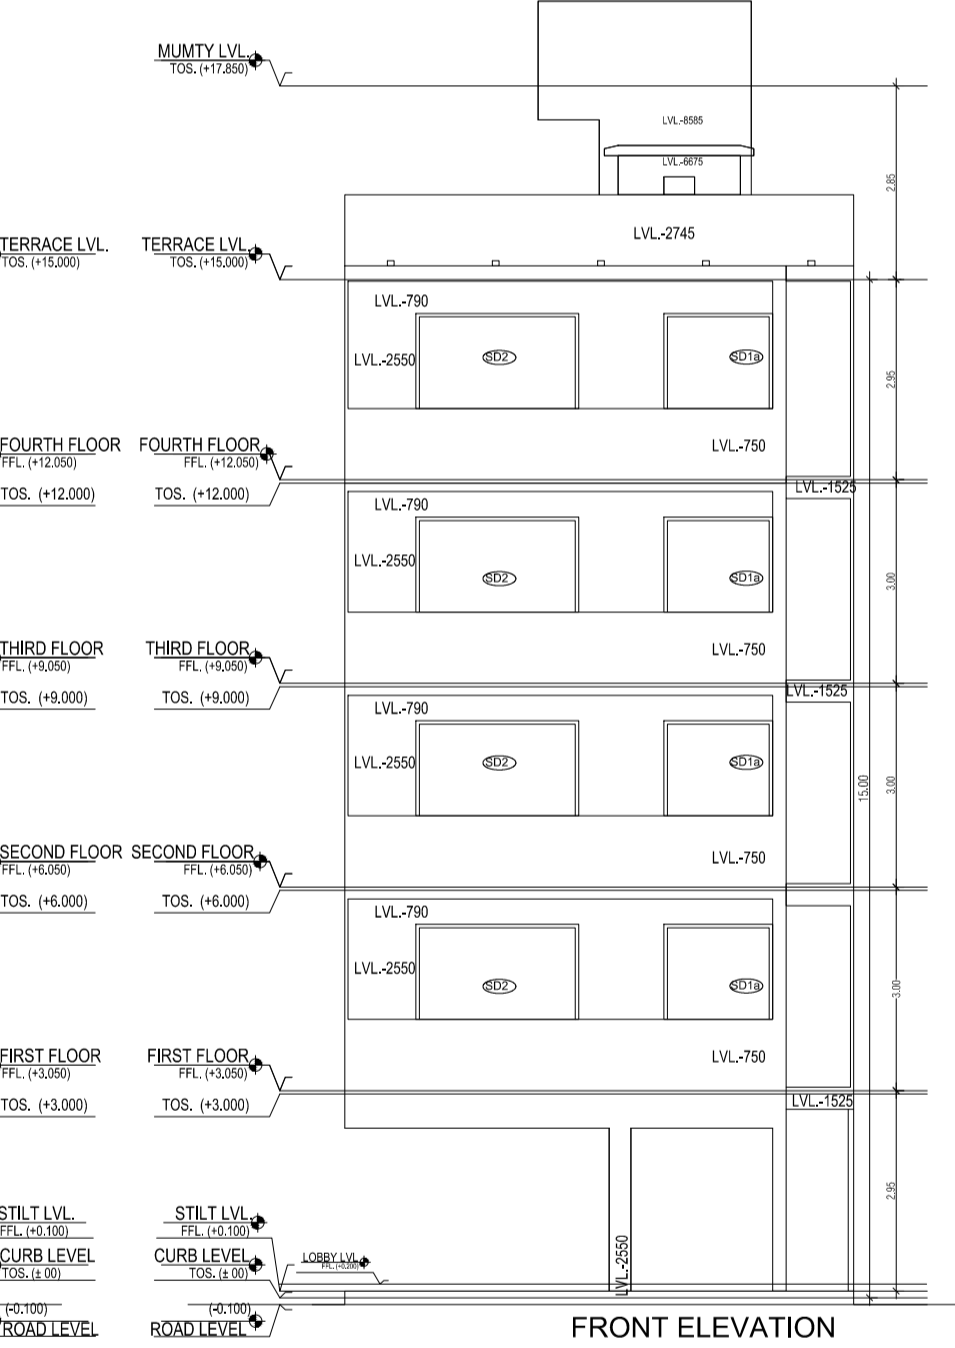 MUMTY LVL.
TOS. (+17.850)
LVL.-8585
LVL.-6675
2.85
LVL.-2745
TERRACE LVL. TERRACE LVL.
TOS. (+15.000) TOS. (+15.000)
LVL.-790
LVL.-2550 SD2 SD1a
2.95
FOURTH FLOOR FOURTH FLOOR LVL.-750
FFL. (+12.050) FFL. (+12.050)
TOS. (+12.000) TOS. (+12.000) LVL.-1525
LVL.-790
LVL.-2550
SD2 SD1a 3.00
THIRD FLOOR THIRD FLOOR LVL.-750
FFL. (+9.050) FFL. (+9.050)
TOS. (+9.000) TOS. (+9.000) LVL.-1525
LVL.-790
LVL.-2550 SD2 SD1a
15.00 3.00
SECOND FLOOR SECOND FLOOR LVL.-750
FFL. (+6.050) FFL. (+6.050)
TOS. (+6.000) TOS. (+6.000)
LVL.-790
LVL.-2550
SD2 SD1a 3.00
FIRST FLOOR FIRST FLOOR LVL.-750
FFL. (+3.050) FFL. (+3.050)
TOS. (+3.000) TOS. (+3.000) LVL.-1525
2.95
STILT LVL. STILT LVL.
FFL. (+0.100) FFL. (+0.100)
CURB LEVEL CURB LEVEL LOBBY LVL.
TOS. (± 00) TOS. (± 00) FFL. (+0.200)
LVL.-2550
(-0.100) (-0.100)
ROAD LEVEL ROAD LEVEL
FRONT ELEVATION